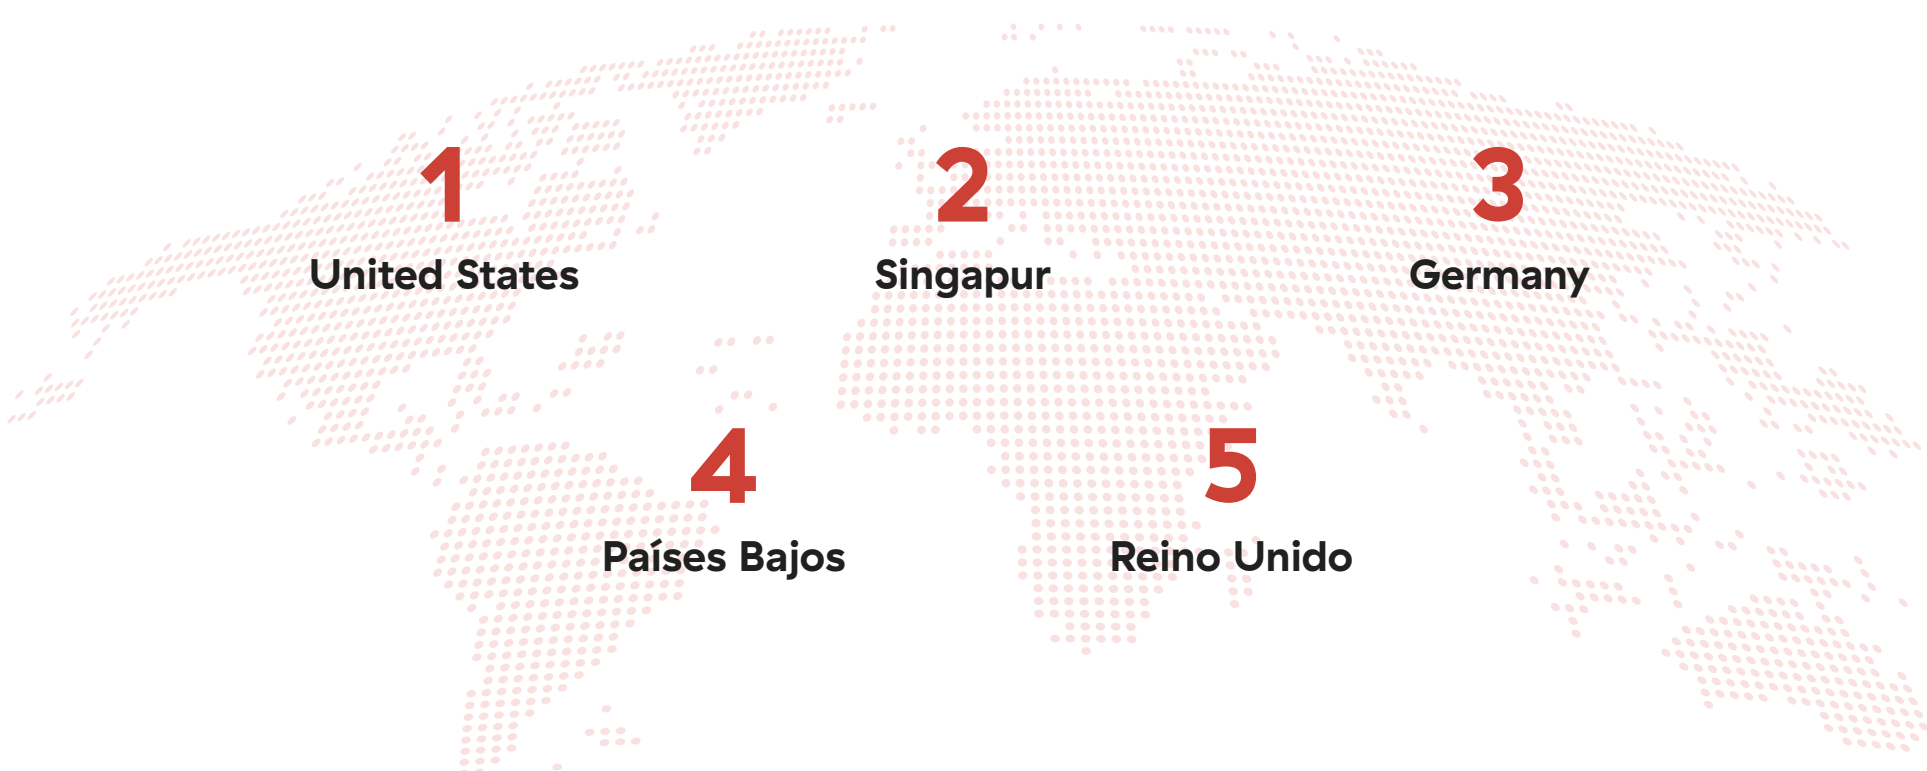 1
United States
2
Singapur
3
Germany
4
Países Bajos
5
Reino Unido